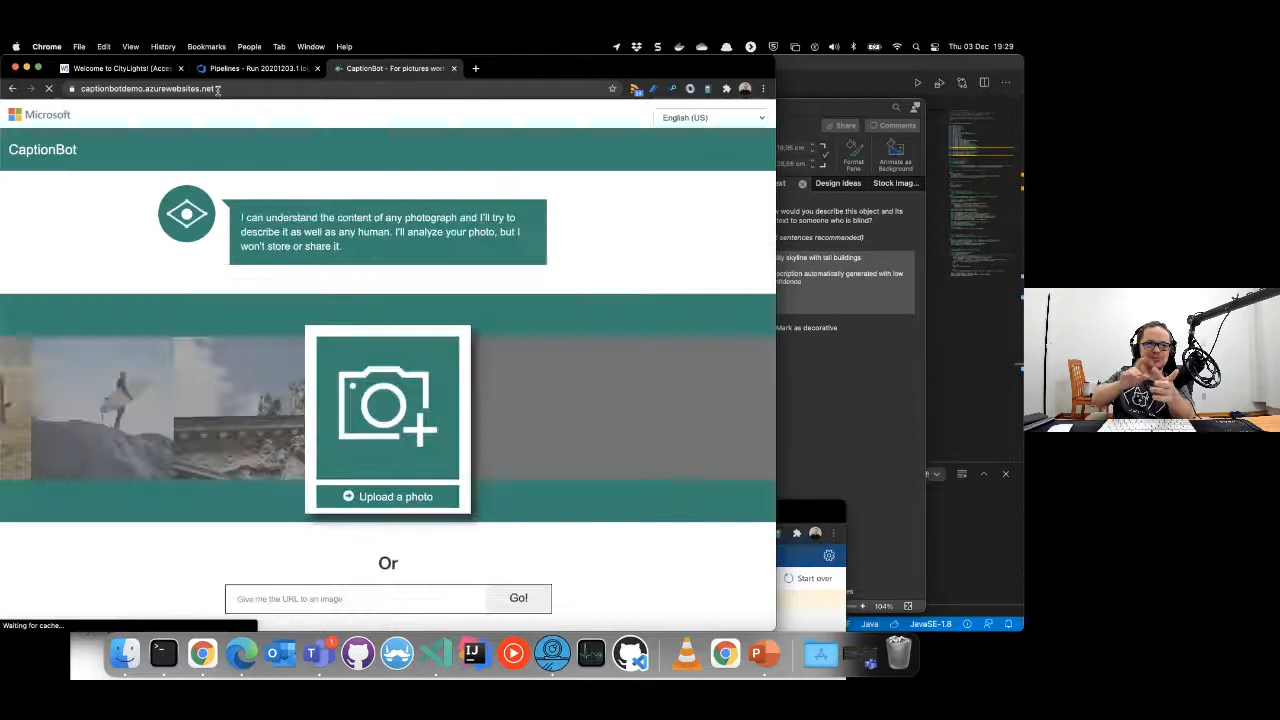 Chrome File Edit View History Bookmarks People Tab Window Help
Thu 03 Dec 19:29
Welcome to CityLights! [Acces
Pipelines - Run 20201203.1 log
CaptionBot - For pictures wor
captionbotdemo.azurewebsites.net
Microsoft
English (US)
CaptionBot
I can understand the content of any photograph and I'll try to
describe it as well as any human. I'll analyze your photo, but I
won't store or share it.
Upload a photo
Or
Give me the URL to an image
Go!
Waiting for cache...
Share
Comments
Format
Pane
Animate as
Background
Design Ideas
Stock Imag...
would you describe this object and its
text to someone who is blind?
sentences recommended)
skyline with tall buildings
automatically generated with low
Mark as decorative
Start over
104%
Java
JavaSE-1.8